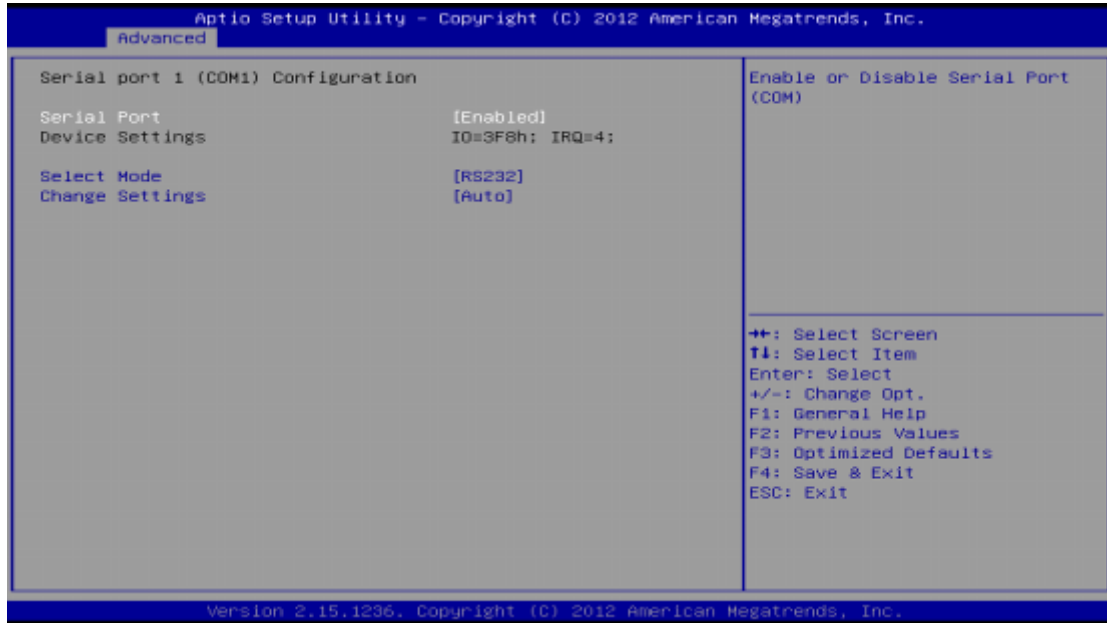 Aptio Setup Utility – Copyright (C) 2012 American Megatrends, Inc.
Advanced
Serial port 1 (COM1) Configuration
Serial Port [Enabled]
Device Settings IO=3F8h; IRQ=4;
Select Mode [RS232]
Change Settings [Auto]
Enable or Disable Serial Port
(COM)
→←: Select Screen
↑↓: Select Item
Enter: Select
+/-: Change Opt.
F1: General Help
F2: Previous Values
F3: Optimized Defaults
F4: Save & Exit
ESC: Exit
Version 2.15.1236. Copyright (C) 2012 American Megatrends, Inc.